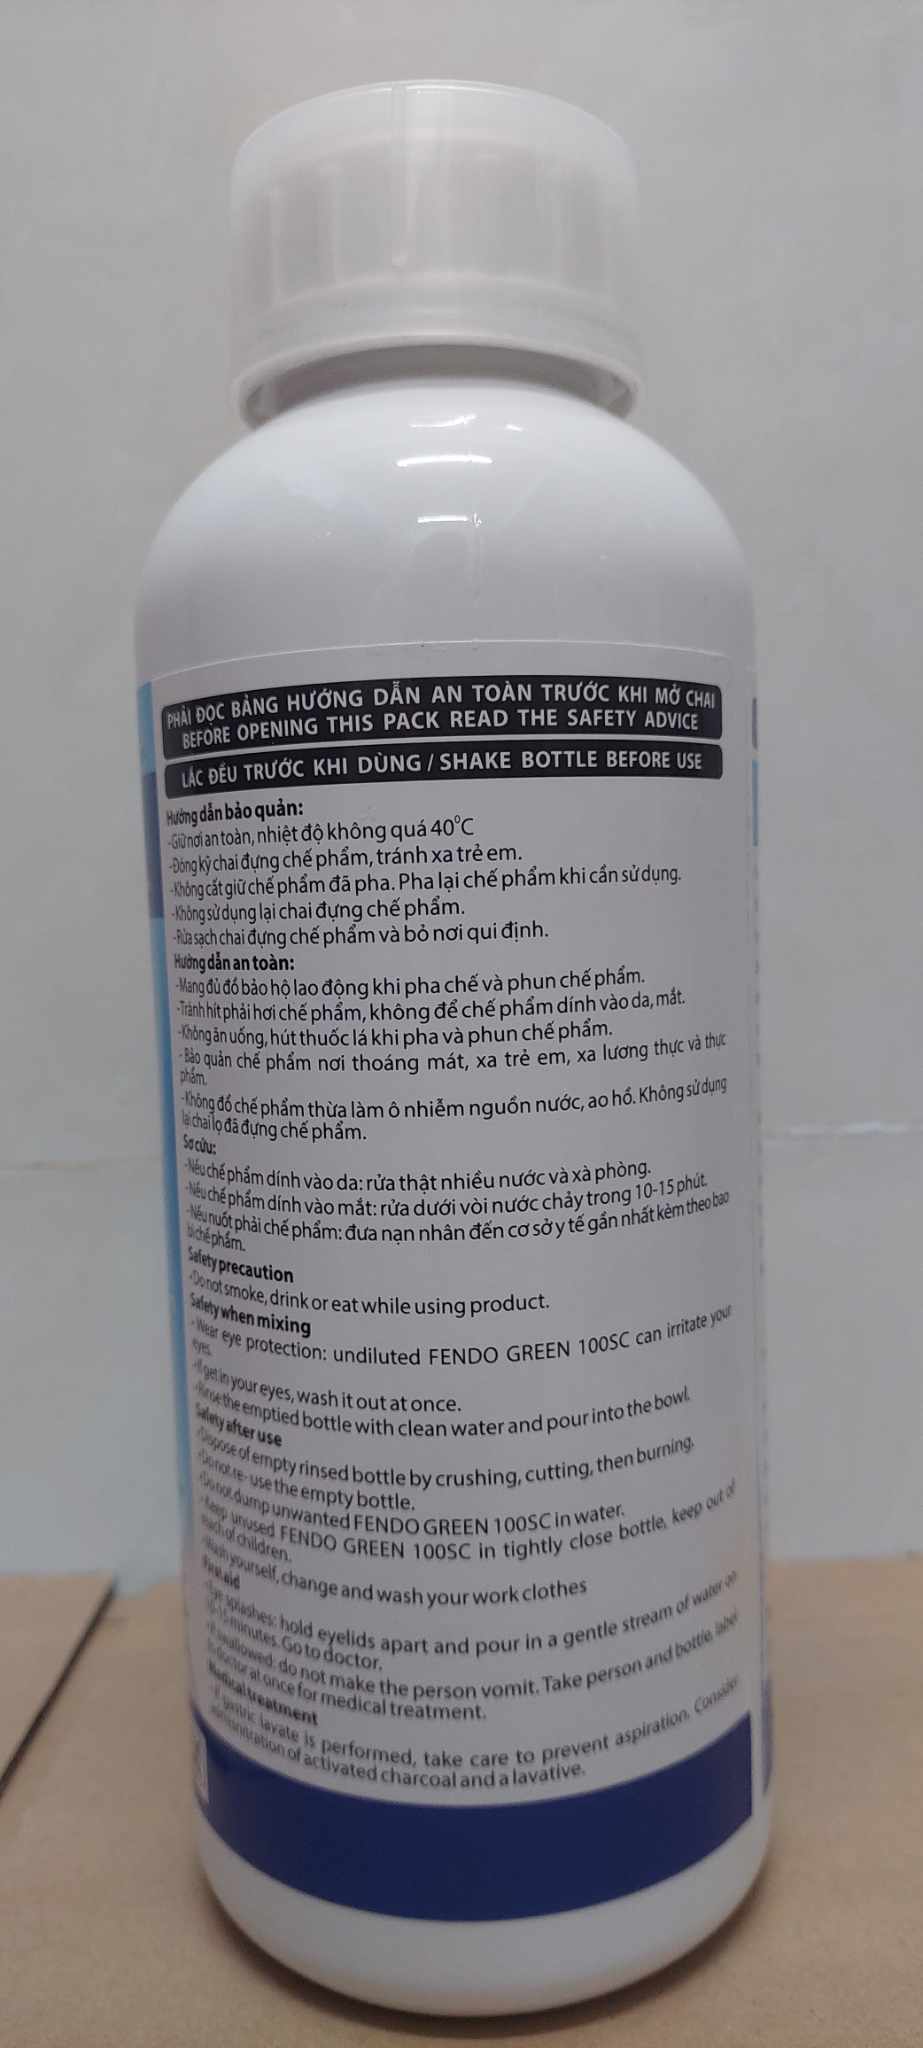 PHẢI ĐỌC BẢNG HƯỚNG DẪN AN TOÀN TRƯỚC KHI MỞ CHAI
BEFORE OPENING THIS PACK READ THE SAFETY ADVICE
LẮC ĐỀU TRƯỚC KHI DÙNG / SHAKE BOTTLE BEFORE USE
Hướng dẫn bảo quản:
-Giữ nơi an toàn, nhiệt độ không quá 40⁰C
-Đóng kỹ chai đựng chế phẩm, tránh xa trẻ em.
-Không cất giữ chế phẩm đã pha. Pha lại chế phẩm khi cần sử dụng.
-Không sử dụng lại chai đựng chế phẩm.
-Rửa sạch chai đựng chế phẩm và bỏ nơi qui định.
Hướng dẫn an toàn:
-Mang đủ đồ bảo hộ lao động khi pha chế và phun chế phẩm.
-Tránh hít phải hơi chế phẩm, không để chế phẩm dính vào da, mắt.
-Không ăn uống, hút thuốc lá khi pha và phun chế phẩm.
- Bảo quản chế phẩm nơi thoáng mát, xa trẻ em, xa lương thực và thực
phẩm.
-Không đổ chế phẩm thừa làm ô nhiễm nguồn nước, ao hồ. Không sử dụng
lại chai lọ đã đựng chế phẩm.
Sơ cứu:
-Nếu chế phẩm dính vào da: rửa thật nhiều nước và xà phòng.
-Nếu chế phẩm dính vào mắt: rửa dưới vòi nước chảy trong 10-15 phút.
-Nếu nuốt phải chế phẩm: đưa nạn nhân đến cơ sở y tế gần nhất kèm theo bao
bì chế phẩm.
Safety precaution
-Do not smoke, drink or eat while using product.
Safety when mixing
- Wear eye protection: undiluted FENDO GREEN 100SC can irritate your
eyes.
-If get in your eyes, wash it out at once.
-Rinse the emptied bottle with clean water and pour into the bowl.
Safety after use
-Dispose of empty rinsed bottle by crushing, cutting, then burning.
-Do not re- use the empty bottle.
-Do not dump unwanted FENDO GREEN 100SC in water.
- Keep unused FENDO GREEN 100SC in tightly close bottle, keep out of
reach of children.
-Wash yourself, change and wash your work clothes
First aid
- Eye splashes: hold eyelids apart and pour in a gentle stream of water on
10-15 minutes. Go to doctor.
-If swallowed: do not make the person vomit. Take person and bottle, label
to doctor at once for medical treatment.
Medical treatment
- If gastric lavate is performed, take care to prevent aspiration. Consider
administration of activated charcoal and a lavative.